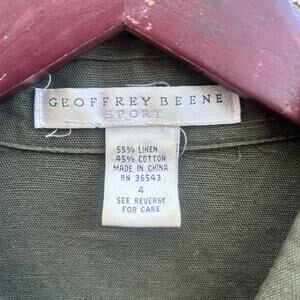 GEOFFREY BEENE
SPORT
55% LINEN
45% COTTON
MADE IN CHINA
RN 36543
4
SEE REVERSE
FOR CARE